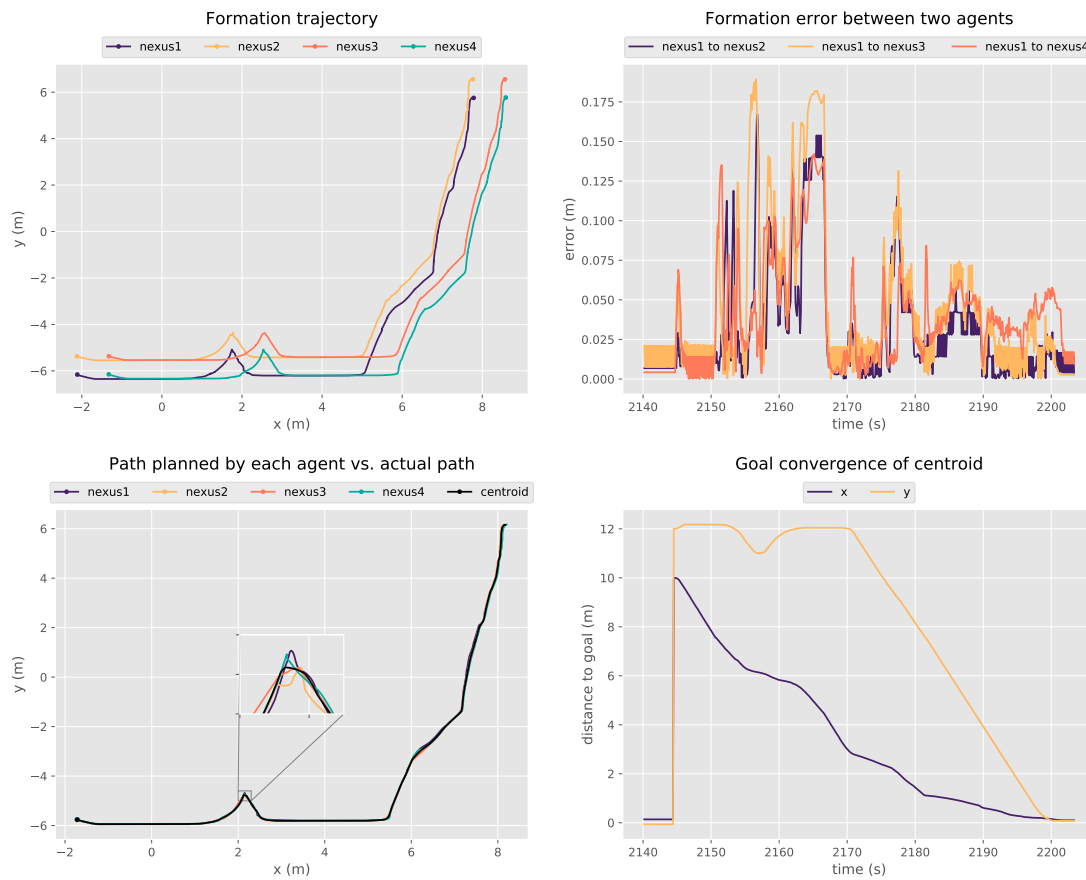 Formation trajectory
nexus1 nexus2 nexus3 nexus4
6
4
2
0
−2
−4
−6
y (m)
−2 0 2 4 6 8
x (m)
Formation error between two agents
nexus1 to nexus2 nexus1 to nexus3 nexus1 to nexus4
0.175
0.150
0.125
0.100
0.075
0.050
0.025
0.000
error (m)
2140 2150 2160 2170 2180 2190 2200
time (s)
Path planned by each agent vs. actual path
nexus1 nexus2 nexus3 nexus4 centroid
6
4
2
0
−2
−4
−6
y (m)
−2 0 2 4 6 8
x (m)
Goal convergence of centroid
x y
12
10
8
6
4
2
0
distance to goal (m)
2140 2150 2160 2170 2180 2190 2200
time (s)